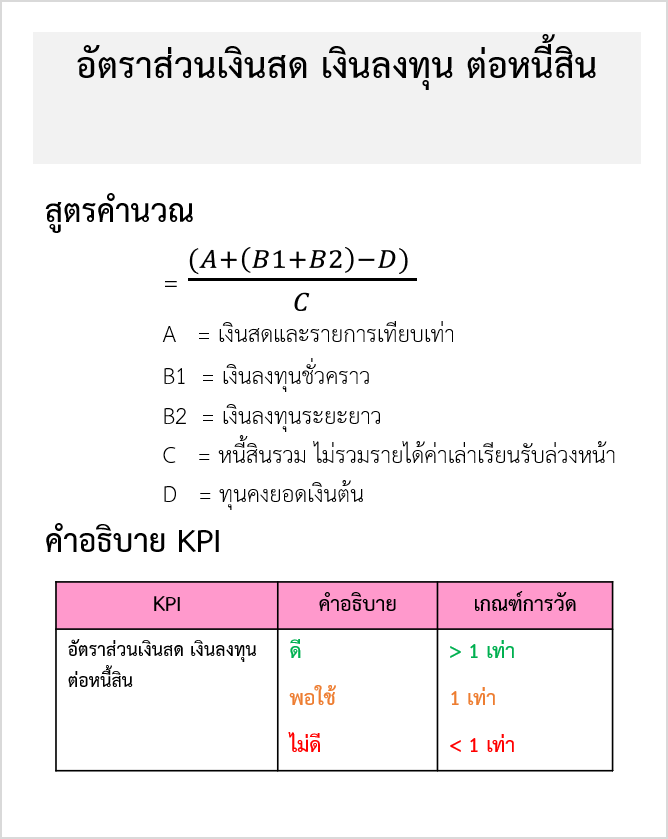 อัตราส่วนเงินสด เงินลงทุน ต่อหนี้สิน
สูตรคำนวณ
= (A+(B1+B2)−D)
C
A = เงินสดและรายการเทียบเท่า
B1 = เงินลงทุนชั่วคราว
B2 = เงินลงทุนระยะยาว
C = หนี้สินรวม ไม่รวมรายได้ค่าเล่าเรียนรับล่วงหน้า
D = ทุนคงยอดเงินต้น
คำอธิบาย KPI
KPI คำอธิบาย เกณฑ์การวัด
อัตราส่วนเงินสด เงินลงทุน ดี > 1 เท่า
ต่อหนี้สิน
พอใช้ 1 เท่า
ไม่ดี < 1 เท่า